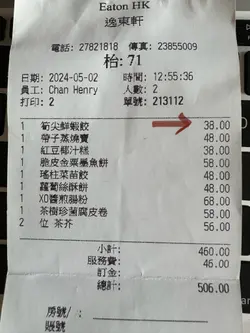 Eaton HK
逸東軒
電話: 27821818 傳真: 23855009
枱: 71
日期: 2024-05-02 時間: 12:55:36
員工: Chan Henry 人數: 2
打印: 2 單號: 213112
1 筍尖鮮蝦餃 38.00
1 帶子蒸燒賣 48.00
1 紅豆椰汁糕 38.00
1 脆皮金粟墨魚餅 58.00
1 瑤柱菜苗餃 48.00
1 蘿蔔絲酥餅 48.00
1 XO醬煎腸粉 68.00
1 茶樹珍菌腐皮卷 58.00
2 位 茶芥 56.00
小計: 460.00
服務費: 46.00
訂金:
總計: 506.00
房號/:
賬號